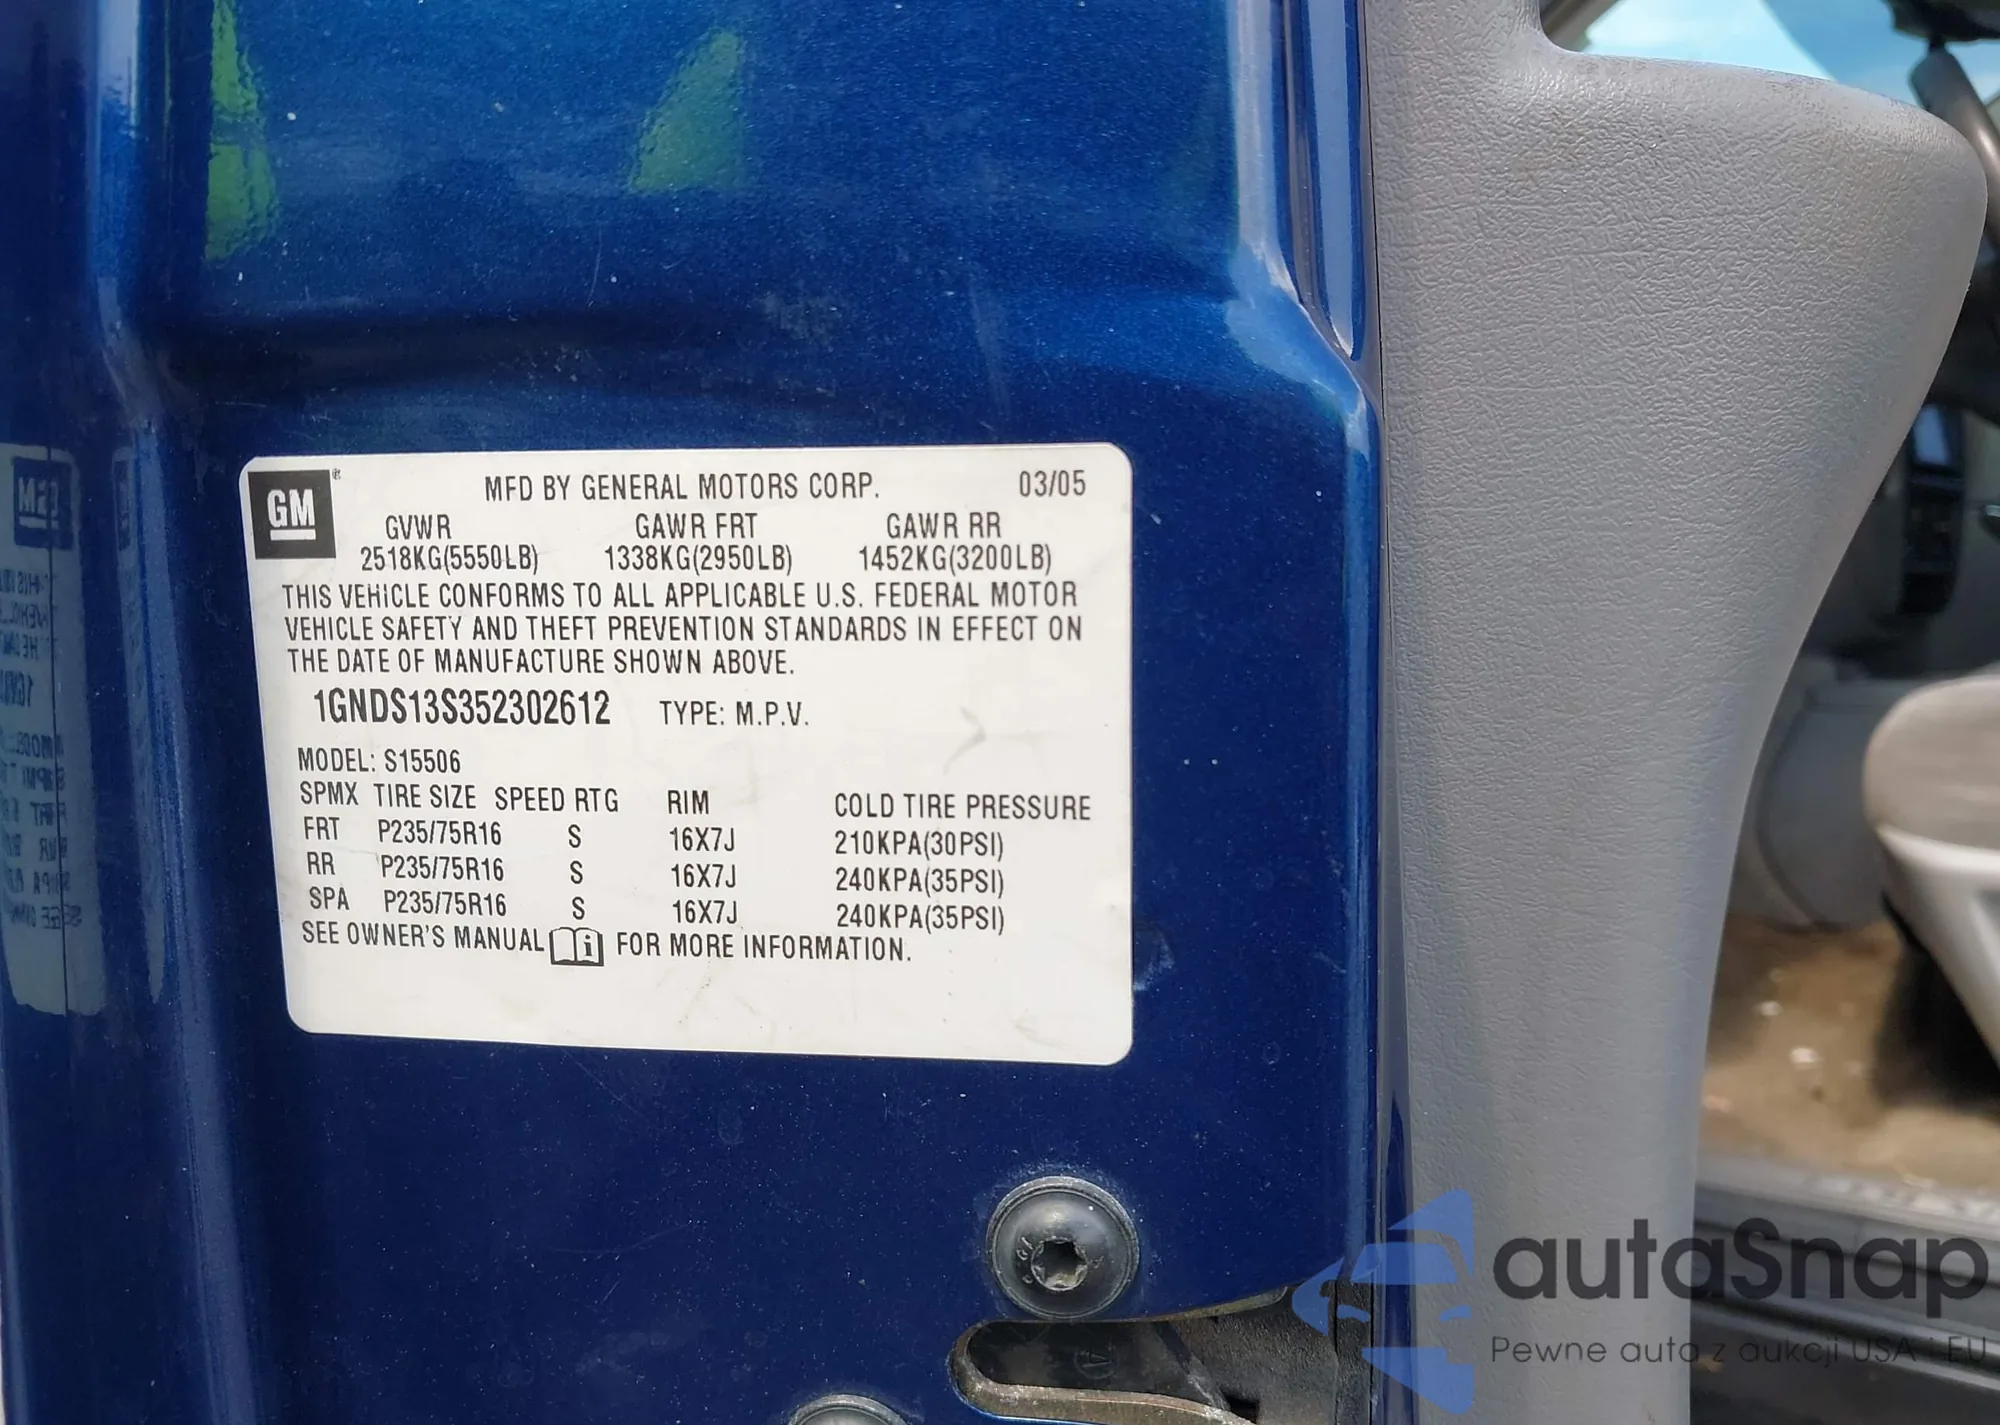 GM ® MFD BY GENERAL MOTORS CORP. 03/05
GVWR GAWR FRT GAWR RR
2518KG(5550LB) 1338KG(2950LB) 1452KG(3200LB)
THIS VEHICLE CONFORMS TO ALL APPLICABLE U.S. FEDERAL MOTOR
VEHICLE SAFETY AND THEFT PREVENTION STANDARDS IN EFFECT ON
THE DATE OF MANUFACTURE SHOWN ABOVE.
1GNDS13S352302612 TYPE: M.P.V.
MODEL: S15506
SPMX TIRE SIZE SPEED RTG RIM COLD TIRE PRESSURE
FRT P235/75R16 S 16X7J 210KPA(30PSI)
RR P235/75R16 S 16X7J 240KPA(35PSI)
SPA P235/75R16 S 16X7J 240KPA(35PSI)
SEE OWNER'S MANUAL i FOR MORE INFORMATION.
autaSnap
Pewne auta z aukcji USA i EU